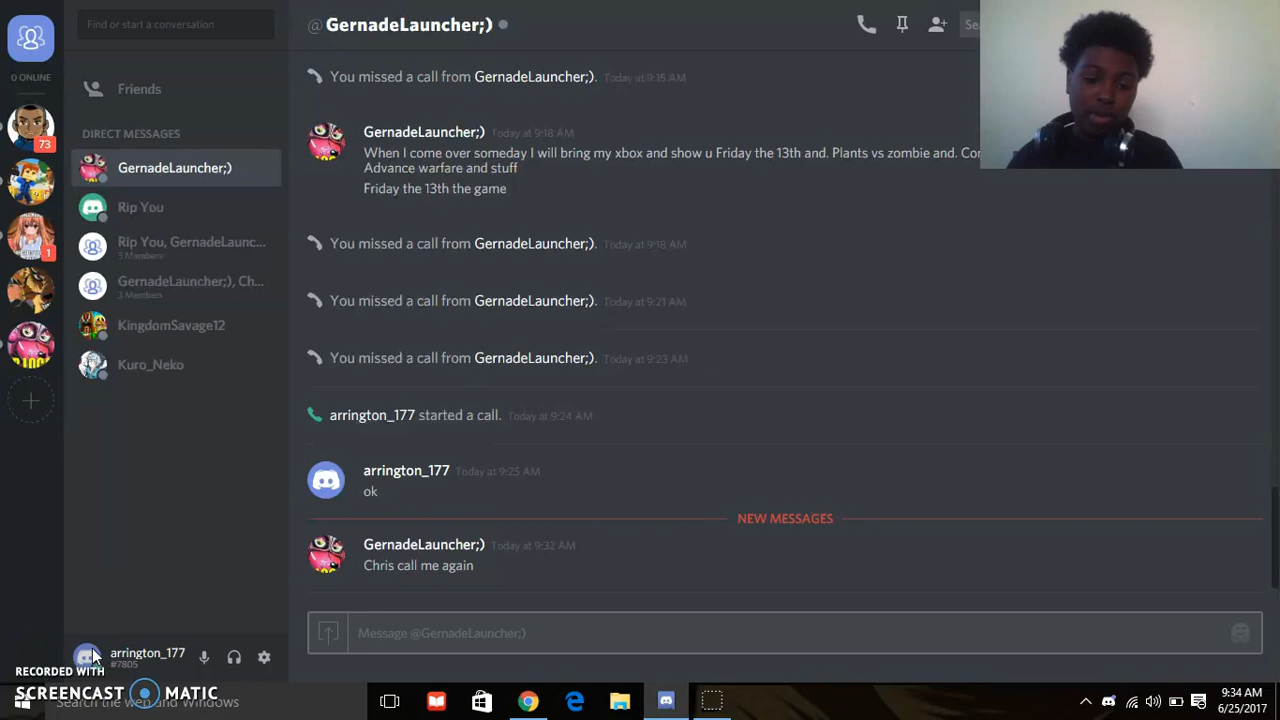 Find or start a conversation
@GernadeLauncher;)
0 ONLINE
Friends
DIRECT MESSAGES
73
GernadeLauncher;)
Rip You
1
Rip You, GernadeLaunc...
3 Members
GernadeLauncher;), Ch...
3 Members
KingdomSavage12
Kuro_Neko
You missed a call from GernadeLauncher;). Today at 9:15 AM
GernadeLauncher;) Today at 9:18 AM
When I come over someday I will bring my xbox and show u Friday the 13th and. Plants vs zombie and.
Advance warfare and stuff
Friday the 13th the game
You missed a call from GernadeLauncher;). Today at 9:18 AM
You missed a call from GernadeLauncher;). Today at 9:21 AM
You missed a call from GernadeLauncher;). Today at 9:23 AM
arrington_177 started a call. Today at 9:24 AM
arrington_177 Today at 9:25 AM
ok
NEW MESSAGES
GernadeLauncher;) Today at 9:32 AM
Chris call me again
Message @GernadeLauncher;)
arrington_177
#7805
RECORDED WITH
SCREENCAST MATIC
Search the web and Windows
9:34 AM
6/25/2017